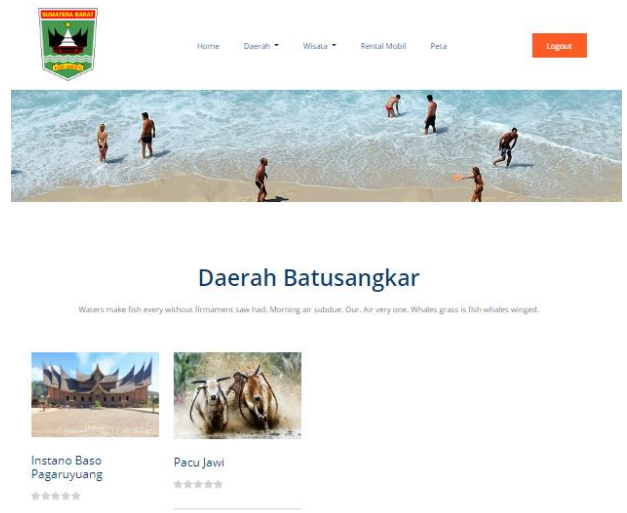 SUMATERA BARAT
Home Daerah Wisata Rental Mobil Peta Logout
Daerah Batusangkar
Waters make fish every without firmament saw had. Morning air subdue. Our. Air very one. Whales grass is fish whales winged.
Instano Baso Pagaruyuang
Pacu Jawi